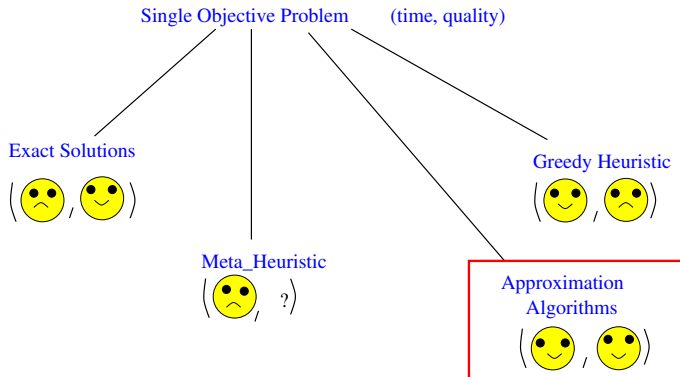 Single Objective Problem (time, quality)
Exact Solutions
( , )
Greedy Heuristic
( , )
Meta_Heuristic
( , ?)
Approximation
Algorithms
( , )